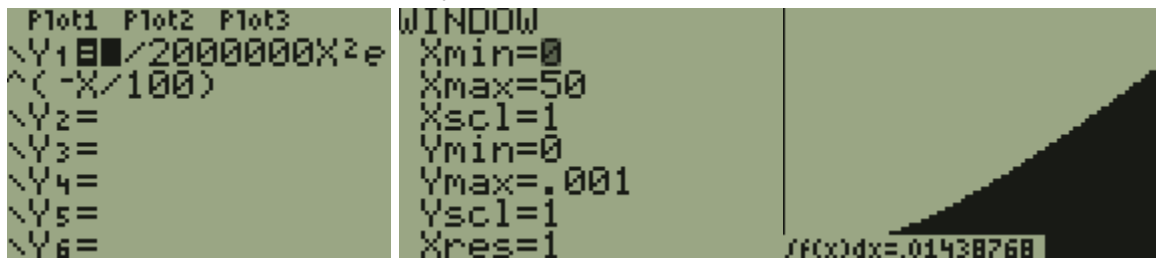 Plot1 Plot2 Plot3
\Y1=█/2000000X²e
^(-X/100)
\Y2=
\Y3=
\Y4=
\Y5=
\Y6=
WINDOW
Xmin=0
Xmax=50
Xscl=1
Ymin=0
Ymax=.001
Yscl=1
Xres=1
∫f(x)dx=.01438768